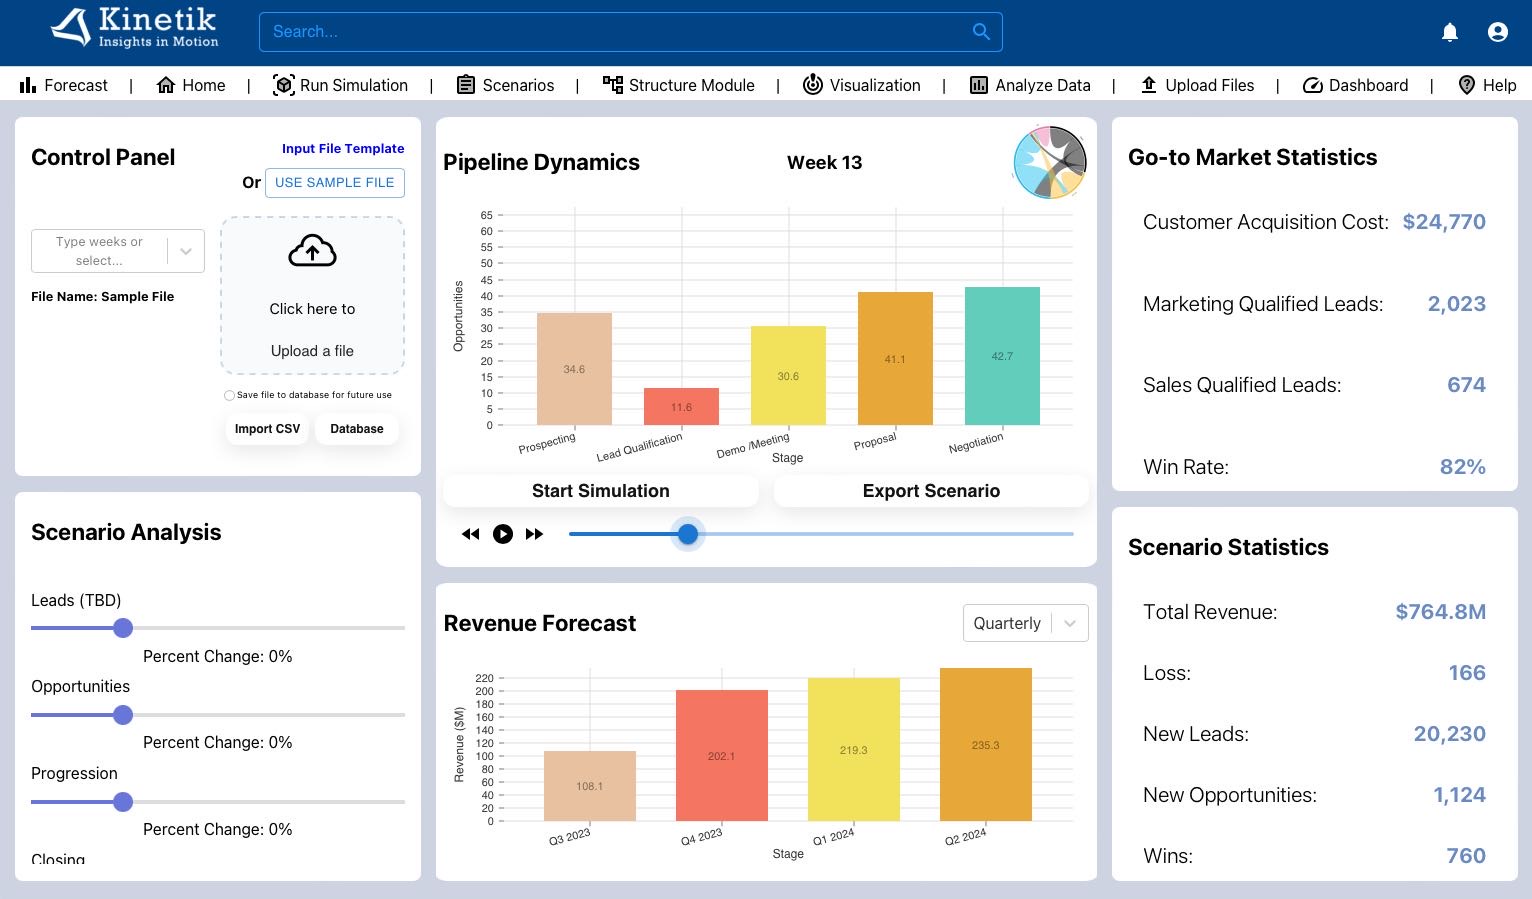 Kinetik
Insights in Motion
Search...
Forecast | Home | Run Simulation | Scenarios | Structure Module | Visualization | Analyze Data | Upload Files | Dashboard | Help
Control Panel
Input File Template
Or USE SAMPLE FILE
Type weeks or
select...
File Name: Sample File
Click here to
Upload a file
Save file to database for future use
Import CSV Database
Scenario Analysis
Leads (TBD)
Percent Change: 0%
Opportunities
Percent Change: 0%
Progression
Percent Change: 0%
Closing
Pipeline Dynamics Week 13
65
60
55
50
45
40
35
30
25
20
15
10
5
0
Opportunities
34.6 11.6 30.6 41.1 42.7
Prospecting Lead Qualification Demo /Meeting Proposal Negotiation
Stage
Start Simulation Export Scenario
Revenue Forecast Quarterly
220
200
180
160
140
120
100
80
60
40
20
0
Revenue ($M)
108.1 202.1 219.3 235.3
Q3 2023 Q4 2023 Q1 2024 Q2 2024
Stage
Go-to Market Statistics
Customer Acquisition Cost: $24,770
Marketing Qualified Leads: 2,023
Sales Qualified Leads: 674
Win Rate: 82%
Scenario Statistics
Total Revenue: $764.8M
Loss: 166
New Leads: 20,230
New Opportunities: 1,124
Wins: 760